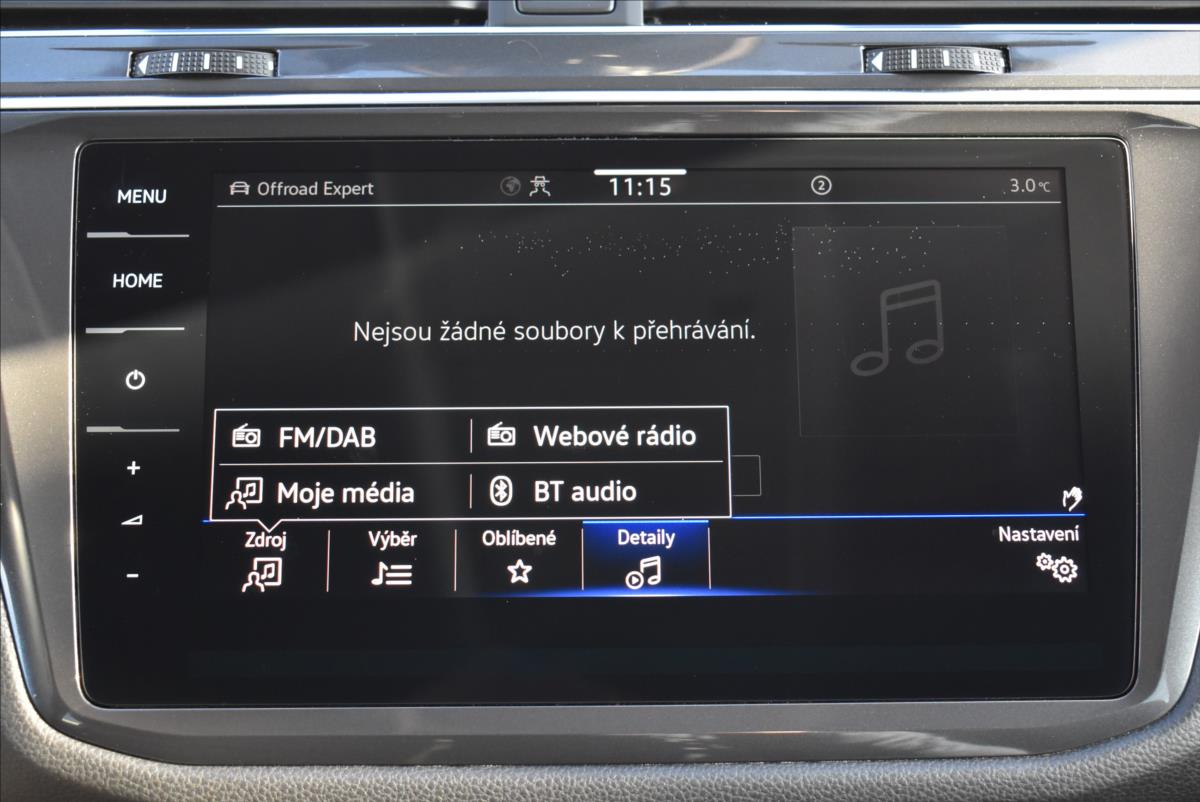 MENU
HOME
+
-
Offroad Expert
11:15
2
3.0 °C
Nejsou žádné soubory k přehrávání.
FM/DAB
Webové rádio
Moje média
BT audio
Zdroj
Výběr
Oblíbené
Detaily
Nastavení